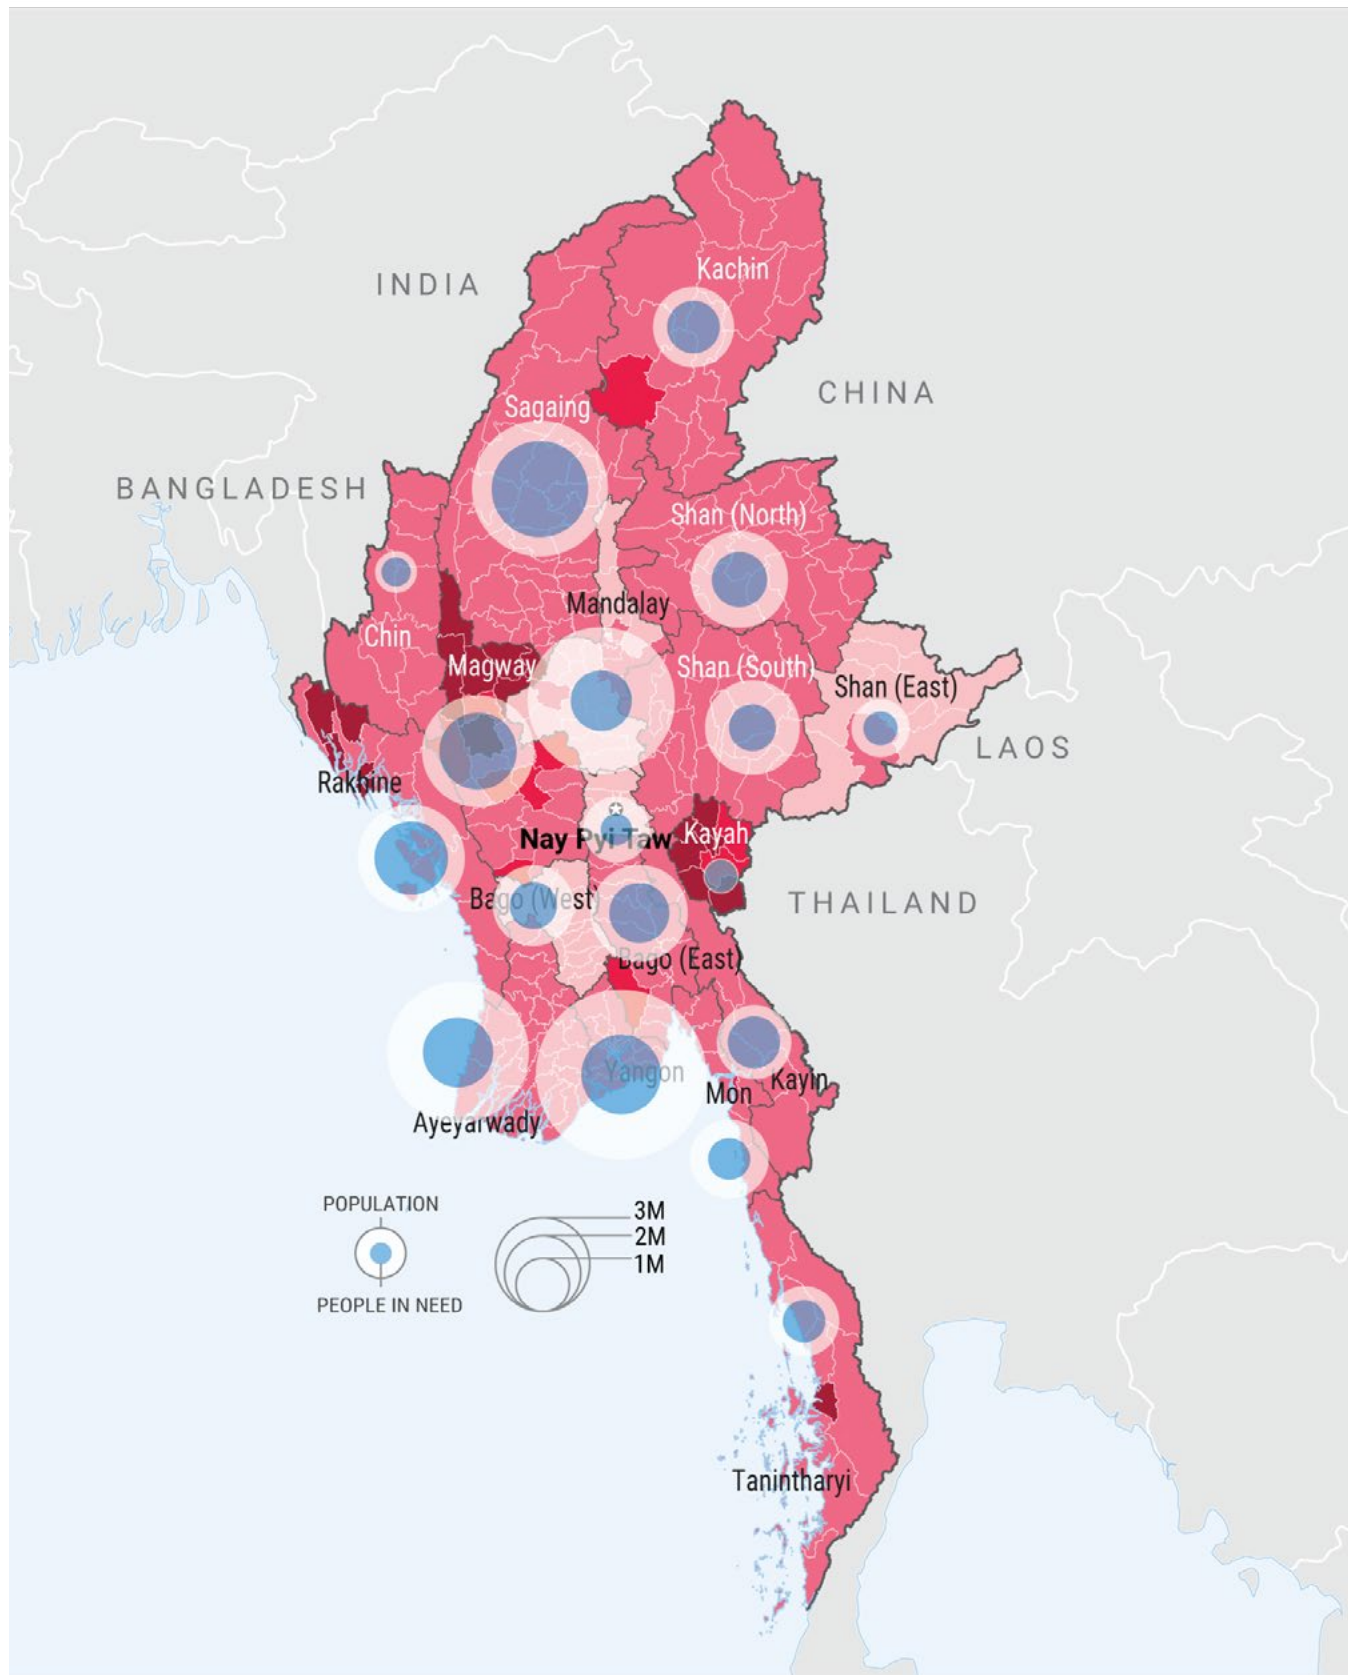 INDIA
Kachin
CHINA
Sagaing
BANGLADESH
Shan (North)
Mandalay
Chin
Magway
Shan (South)
Shan (East)
LAOS
Rakhine
Nay Pyi Taw
Kayah
Bago (West)
THAILAND
Bago (East)
Yangon
Kayin
Mon
Ayeyarwady
POPULATION
3M
2M
1M
PEOPLE IN NEED
Tanintharyi